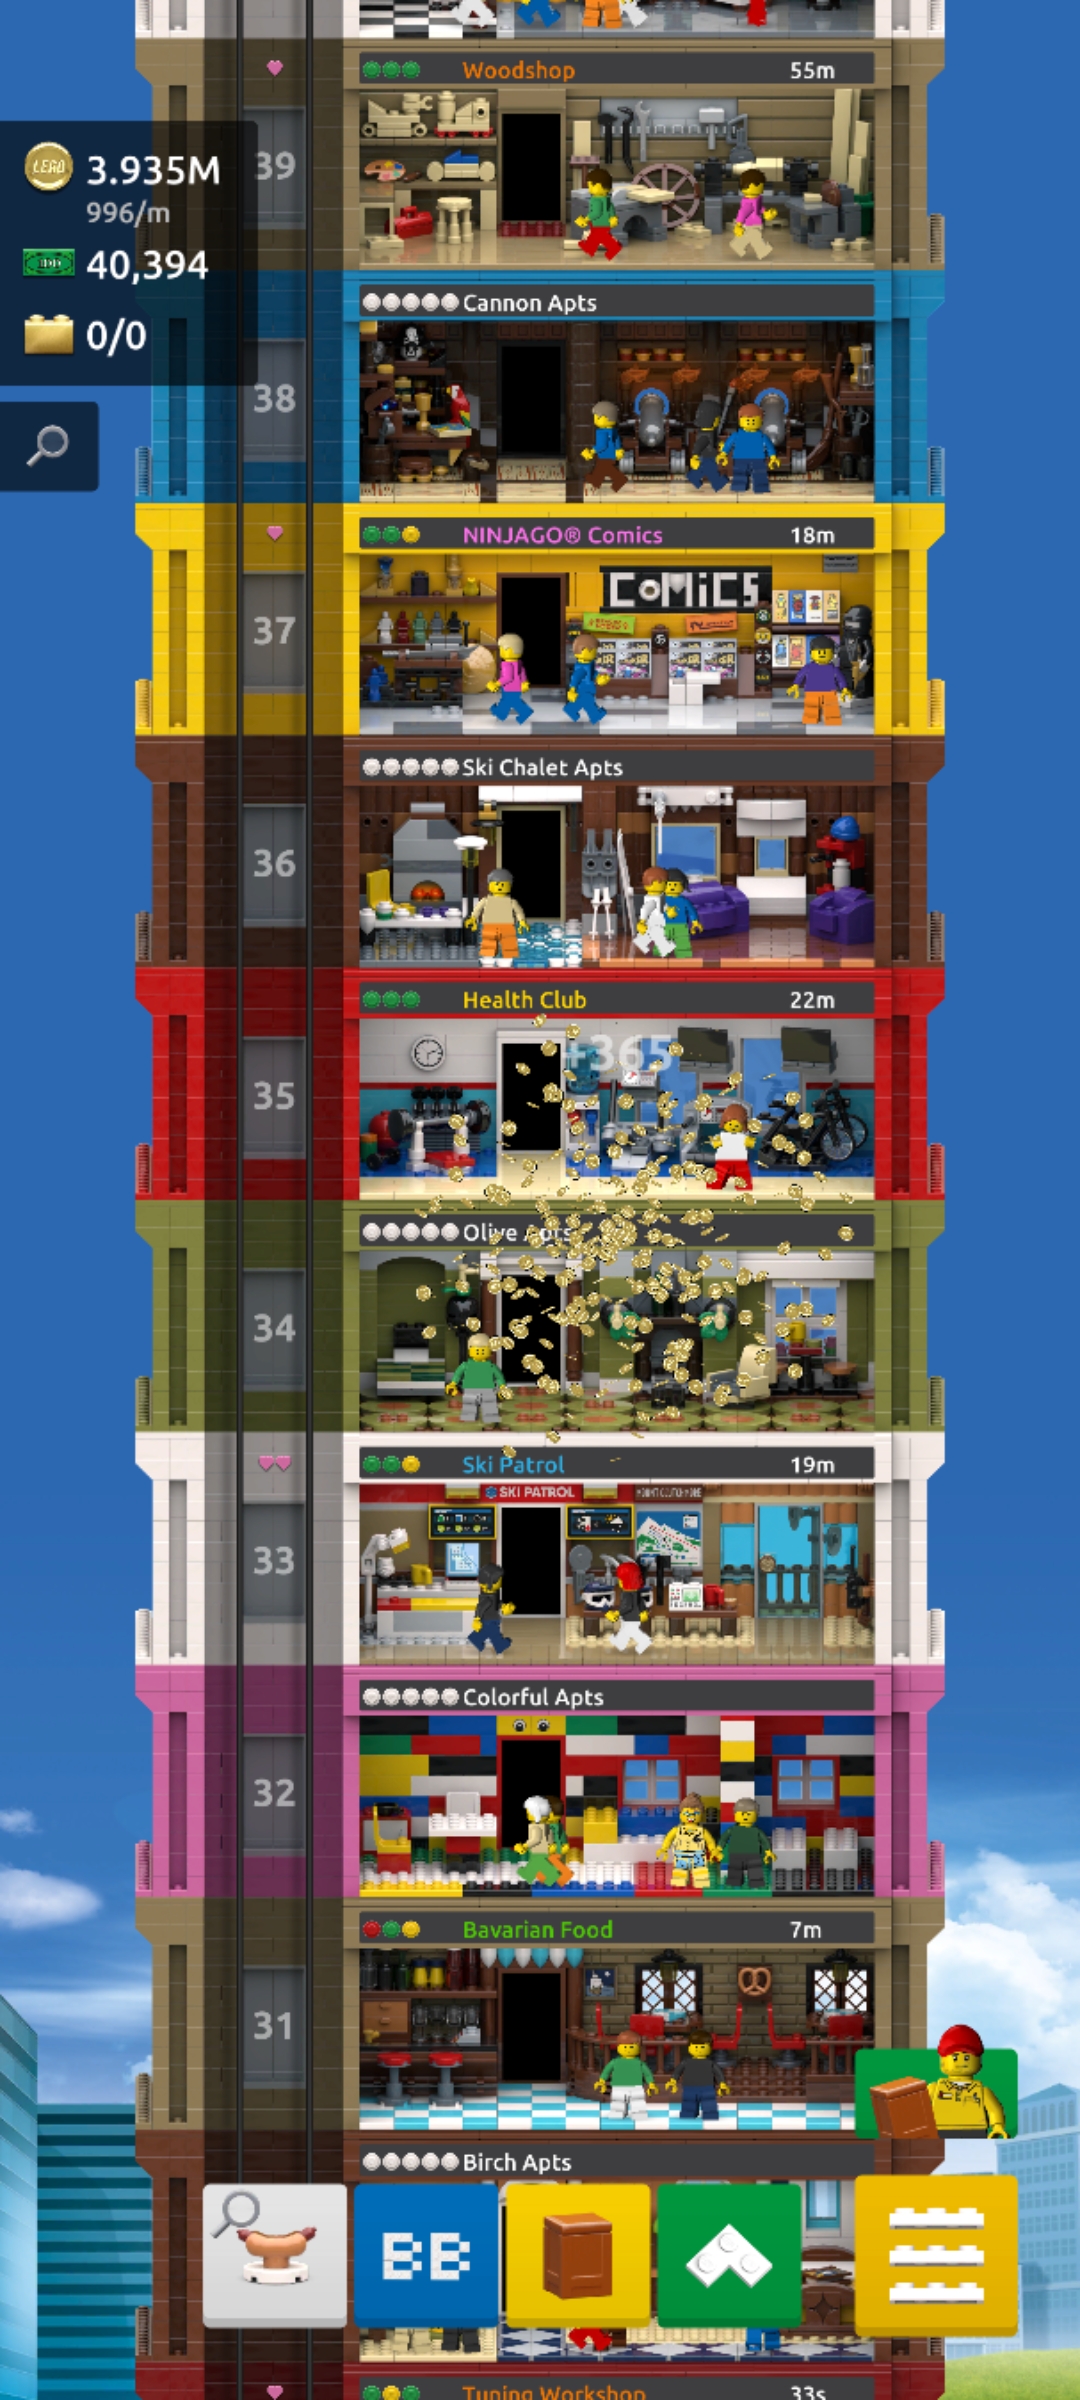 Woodshop 55m
39
LEGO 3.935M
996/m
40,394
0/0
Cannon Apts
38
NINJAGO® Comics 18m
COMiCS
37
Ski Chalet Apts
36
Health Club 22m
+365
35
Olive Apts
34
Ski Patrol 19m
SKI PATROL
33
Colorful Apts
32
Bavarian Food 7m
31
Birch Apts
BB
Tuning Workshop 33s